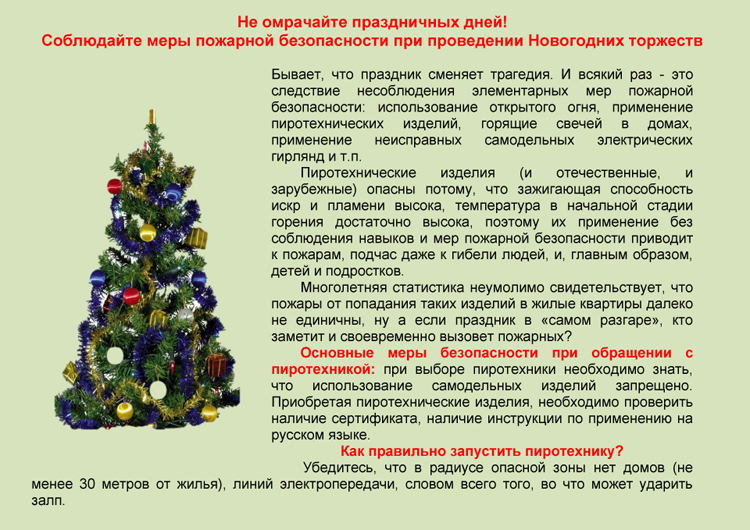 Не омрачайте праздничных дней!
Соблюдайте меры пожарной безопасности при проведении Новогодних торжеств
Бывает, что праздник сменяет трагедия. И всякий раз - это
следствие несоблюдения элементарных мер пожарной
безопасности: использование открытого огня, применение
пиротехнических изделий, горящие свечей в домах,
применение неисправных самодельных электрических
гирлянд и т.п.
Пиротехнические изделия (и отечественные, и
зарубежные) опасны потому, что зажигающая способность
искр и пламени высока, температура в начальной стадии
горения достаточно высока, поэтому их применение без
соблюдения навыков и мер пожарной безопасности приводит
к пожарам, подчас даже к гибели людей, и, главным образом,
детей и подростков.
Многолетняя статистика неумолимо свидетельствует, что
пожары от попадания таких изделий в жилые квартиры далеко
не единичны, ну а если праздник в «самом разгаре», кто
заметит и своевременно вызовет пожарных?
Основные меры безопасности при обращении с
пиротехникой: при выборе пиротехники необходимо знать,
что использование самодельных изделий запрещено.
Приобретая пиротехнические изделия, необходимо проверить
наличие сертификата, наличие инструкции по применению на
русском языке.
Как правильно запустить пиротехнику?
Убедитесь, что в радиусе опасной зоны нет домов (не
менее 30 метров от жилья), линий электропередачи, словом всего того, во что может ударить
залп.